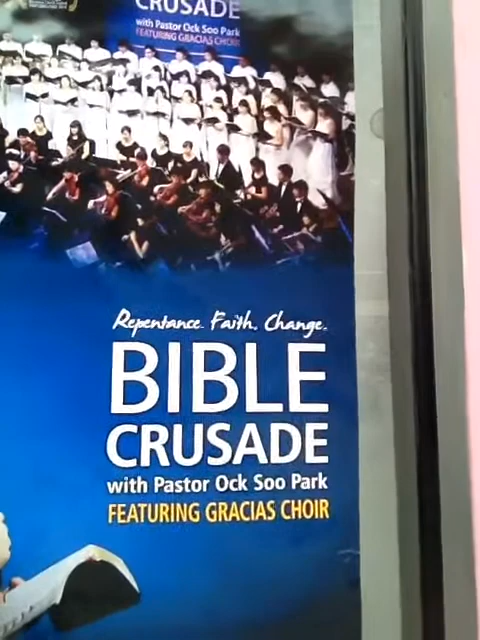 CRUSADE
with Pastor Ock Soo Park
FEATURING GRACIAS CHOIR
Repentance. Faith. Change.
BIBLE
CRUSADE
with Pastor Ock Soo Park
FEATURING GRACIAS CHOIR